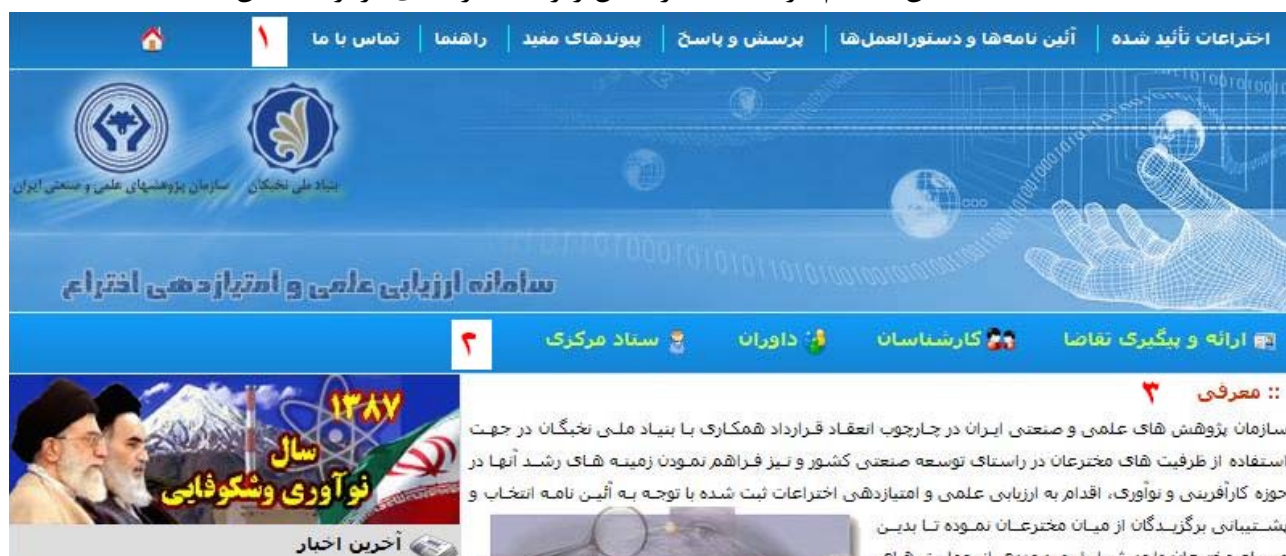 اختراعات تأئید شده | آئین نامه‌ها و دستورالعمل‌ها | پرسش و پاسخ | پیوندهای مفید | راهنما | تماس با ما ۱
بنیاد ملی نخبگان
سازمان پژوهشهای علمی و صنعتی ایران
سامانه ارزیابی علمی و امتیازدهی اختراع
ارائه و پیگیری تقاضا کارشناسان داوران ستاد مرکزی ۲
:: معرفی ۳
سازمان پژوهش های علمی و صنعتی ایران در چارچوب انعقاد قرارداد همکاری با بنیاد ملی نخبگان در جهت
استفاده از ظرفیت های مخترعان در راستای توسعه صنعتی کشور و نیز فراهم نمودن زمینه های رشد آنها در
حوزه کارآفرینی و نوآوری، اقدام به ارزیابی علمی و امتیازدهی اختراعات ثبت شده با توجه به آئین نامه انتخاب و
پشتیبانی برگزیدگان از میان مخترعان نموده تا بدین
۱۳۸۷
سال
نوآوری وشکوفایی
آخرین اخبار